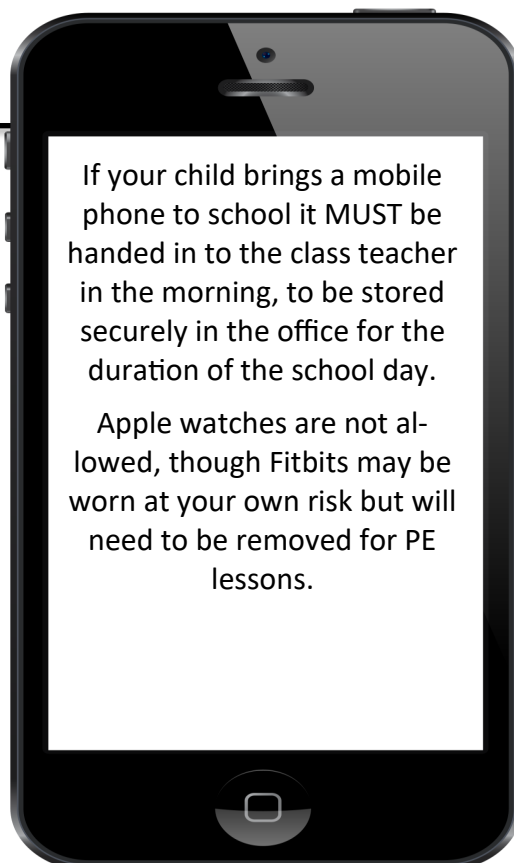 If your child brings a mobile
phone to school it MUST be
handed in to the class teacher
in the morning, to be stored
securely in the office for the
duration of the school day.
Apple watches are not al-
lowed, though Fitbits may be
worn at your own risk but will
need to be removed for PE
lessons.